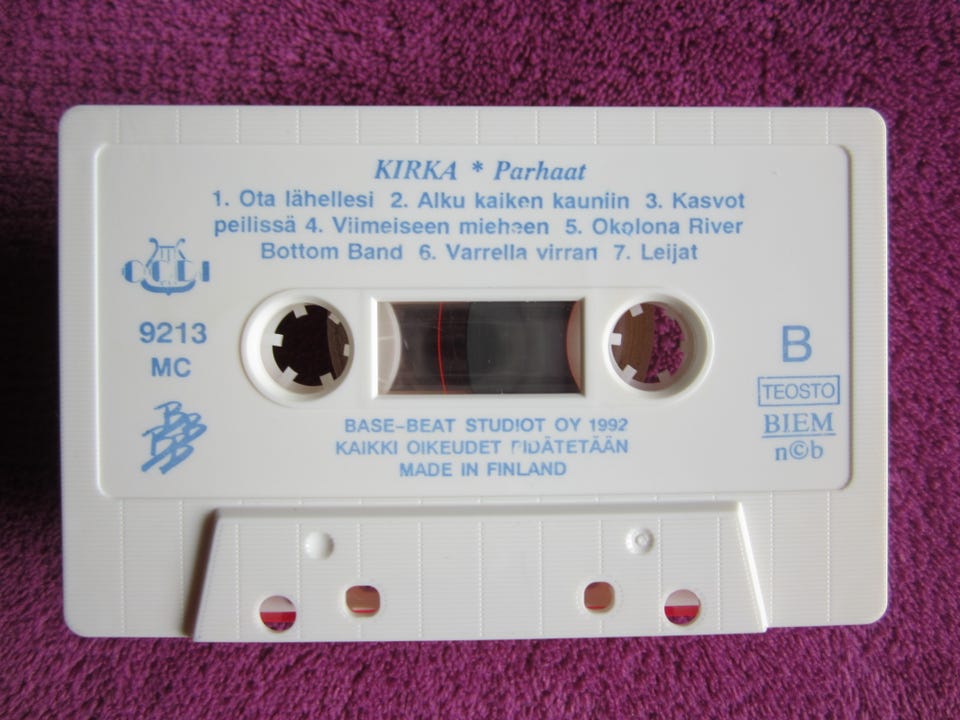 KIRKA * Parhaat
1. Ota lähellesi 2. Alku kaiken kauniin 3. Kasvot
peilissä 4. Viimeiseen mieheen 5. Okolona River
Bottom Band 6. Varrella virran 7. Leijat
9213
MC
B
TEOSTO
BIEM
n©b
BASE-BEAT STUDIOT OY 1992
KAIKKI OIKEUDET PIDÄTETÄÄN
MADE IN FINLAND